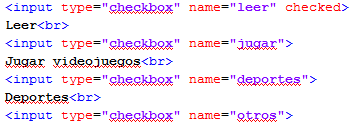 <input type="checkbox" name="leer" checked>
Leer<br>
<input type="checkbox" name="jugar">
Jugar videojuegos<br>
<input type="checkbox" name="deportes">
Deportes<br>
<input type="checkbox" name="otros">